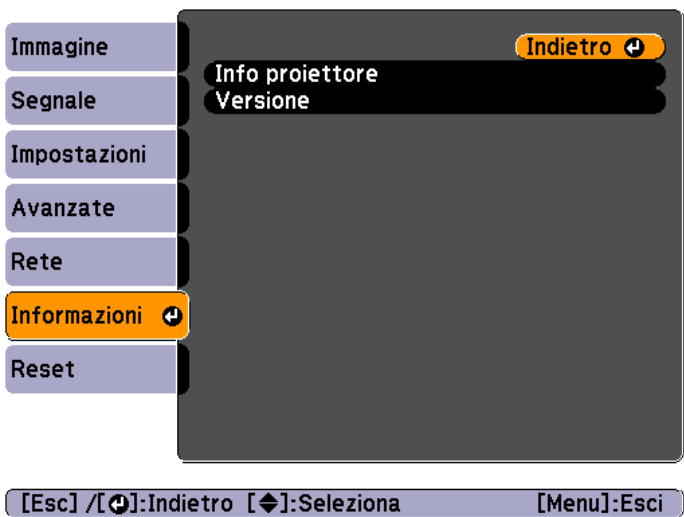 Immagine
Segnale
Impostazioni
Avanzate
Rete
Informazioni
Reset
Indietro
Info proiettore
Versione
[Esc] /[ ]:Indietro [ ]:Seleziona [Menu]:Esci